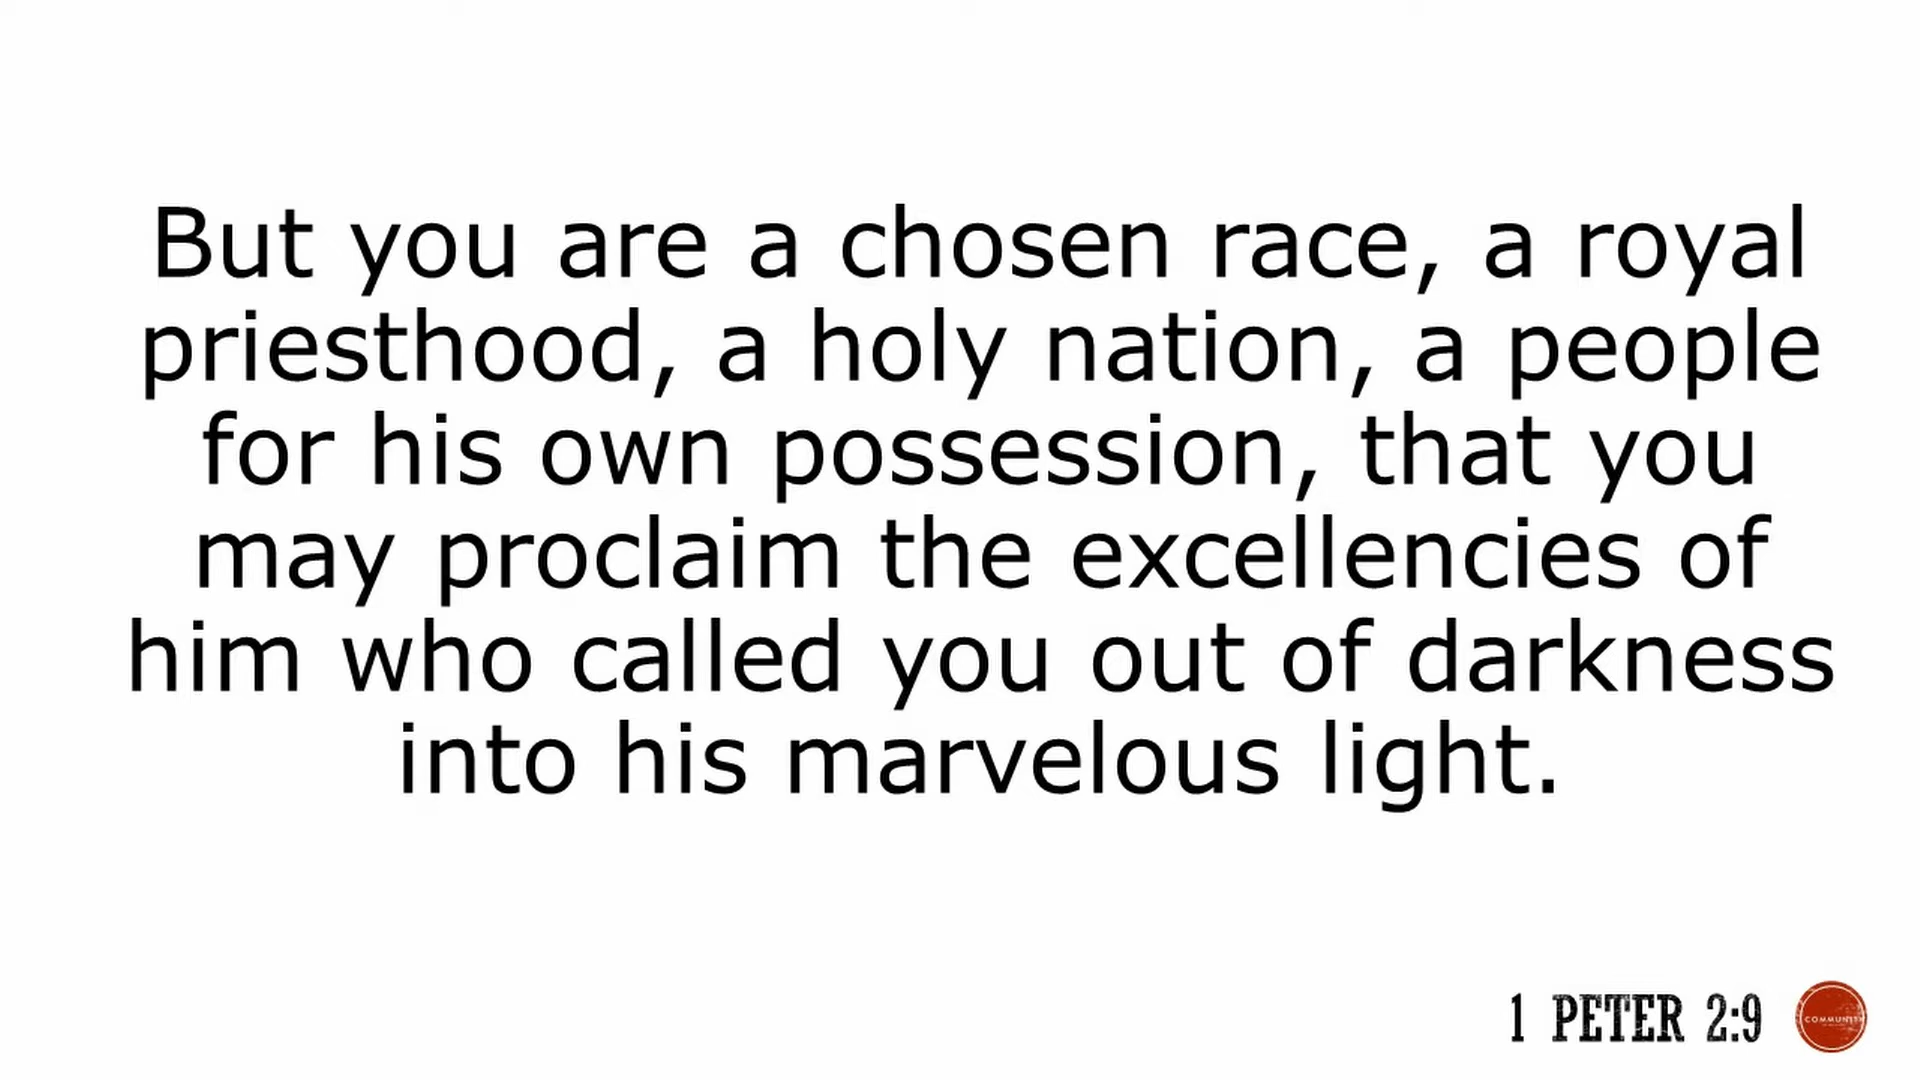 But you are a chosen race, a royal
priesthood, a holy nation, a people
for his own possession, that you
may proclaim the excellencies of
him who called you out of darkness
into his marvelous light.
1 PETER 2:9
COMMUNITY